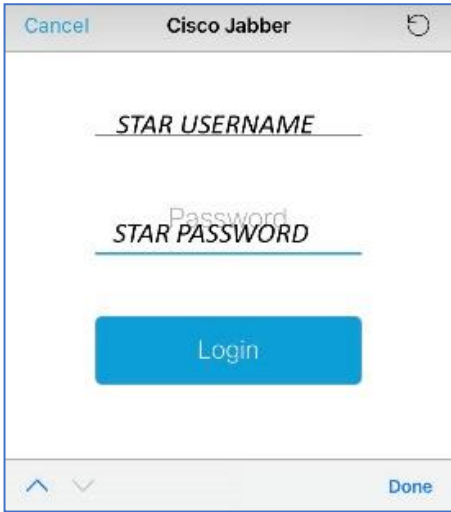 Cancel Cisco Jabber
STAR USERNAME
Password
STAR PASSWORD
Login
Done